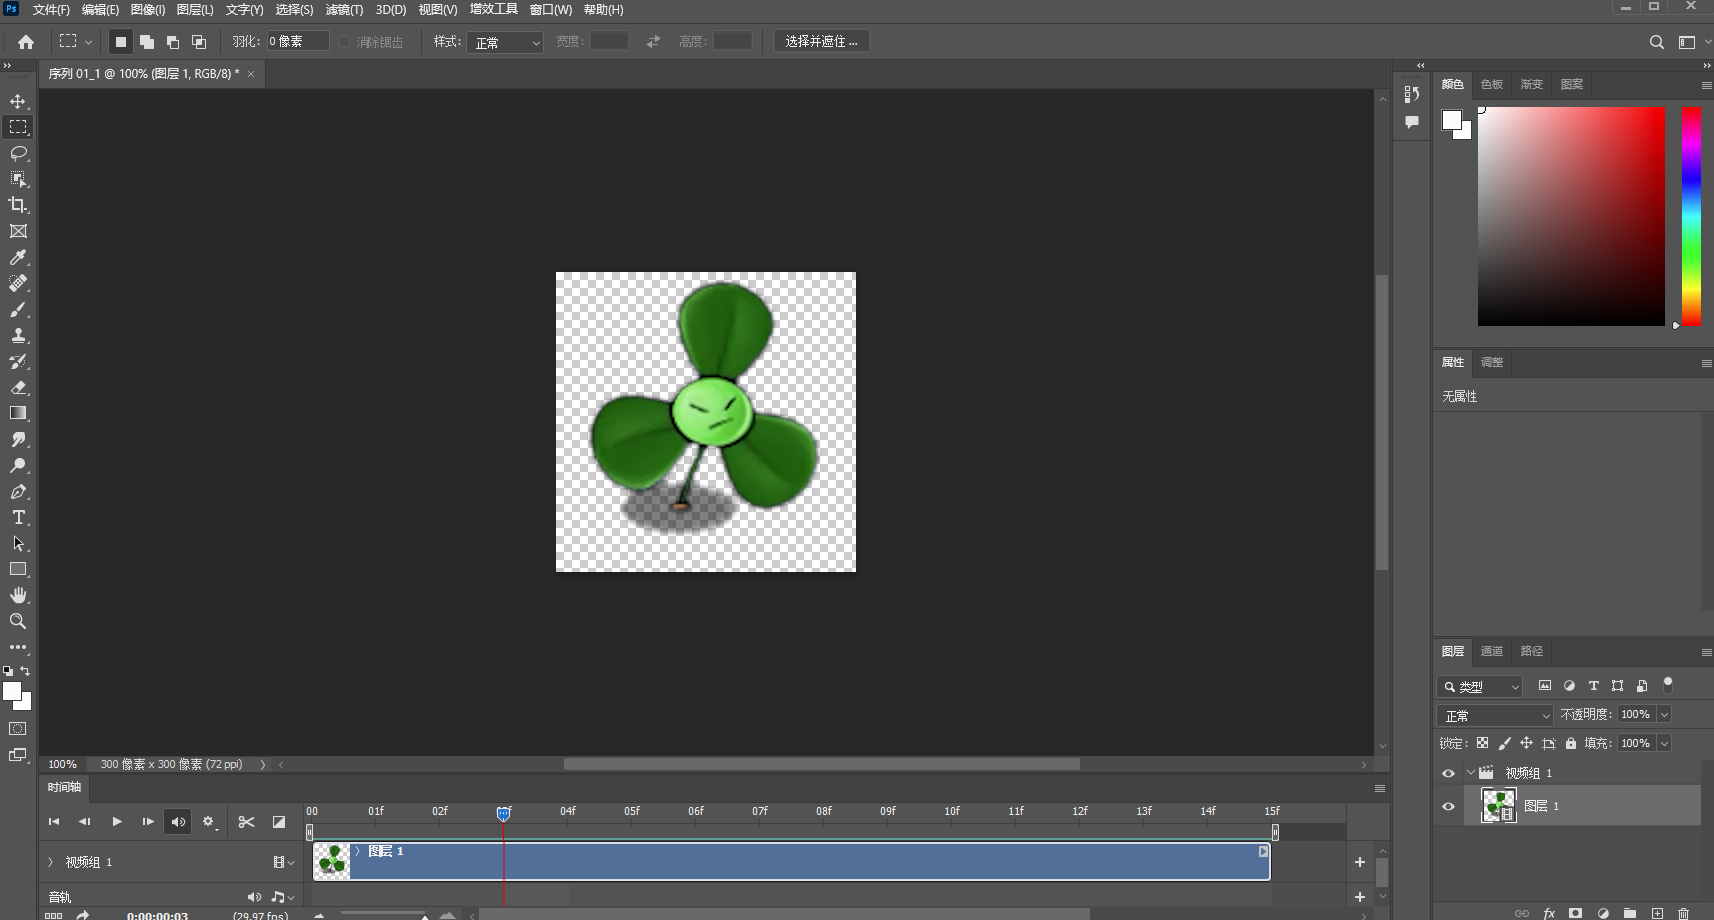 Ps 文件(F) 编辑(E) 图像(I) 图层(L) 文字(Y) 选择(S) 滤镜(T) 3D(D) 视图(V) 增效工具 窗口(W) 帮助(H)
羽化: 0 像素 消除锯齿 样式: 正常 宽度: 高度: 选择并遮住 ...
序列 01_1 @ 100% (图层 1, RGB/8) * ×
颜色 色板 渐变 图案
属性 调整
无属性
图层 通道 路径
类型
正常 不透明度: 100%
锁定: 填充: 100%
视频组 1
图层 1
100% 300 像素 x 300 像素 (72 ppi)
时间轴
00 01f 02f 04f 05f 06f 07f 08f 09f 10f 11f 12f 13f 14f 15f
视频组 1 图层 1
音轨
0:00:00:03 (29.97 fps)